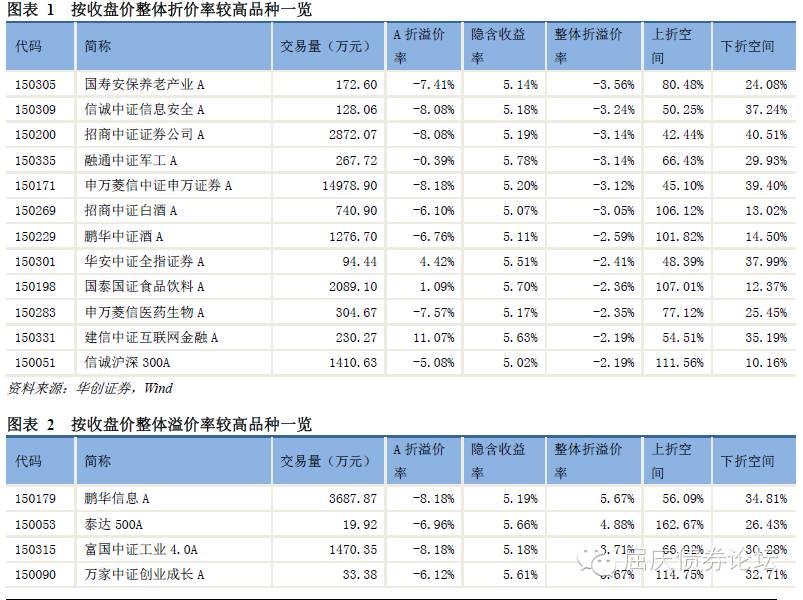 图表 1 按收盘价整体折价率较高品种一览
代码 简称 交易量（万元） A 折溢价率 隐含收益率 整体折溢价率 上折空间 下折空间
150305 国寿安保养老产业 A 172.60 -7.41% 5.14% -3.56% 80.48% 24.08%
150309 信诚中证信息安全 A 128.06 -8.08% 5.18% -3.24% 50.25% 37.24%
150200 招商中证证券公司 A 2872.07 -8.08% 5.19% -3.14% 42.44% 40.51%
150335 融通中证军工 A 267.72 -0.39% 5.78% -3.14% 66.43% 29.93%
150171 申万菱信中证申万证券 A 14978.90 -8.18% 5.20% -3.12% 45.10% 39.40%
150269 招商中证白酒 A 740.90 -6.10% 5.07% -3.05% 106.12% 13.02%
150229 鹏华中证酒 A 1276.70 -6.76% 5.11% -2.59% 101.82% 14.50%
150301 华安中证全指证券 A 94.44 4.42% 5.51% -2.41% 48.39% 37.99%
150198 国泰国证食品饮料 A 2089.10 1.09% 5.70% -2.36% 107.01% 12.37%
150283 申万菱信医药生物 A 304.67 -7.57% 5.17% -2.35% 77.12% 25.45%
150331 建信中证互联网金融 A 230.27 11.07% 5.63% -2.19% 54.51% 35.19%
150051 信诚沪深 300A 1410.63 -5.08% 5.02% -2.19% 111.56% 10.16%
资料来源：华创证券，Wind
图表 2 按收盘价整体溢价率较高品种一览
代码 简称 交易量（万元） A 折溢价率 隐含收益率 整体折溢价率 上折空间 下折空间
150179 鹏华信息 A 3687.87 -8.18% 5.19% 5.67% 56.09% 34.81%
150053 泰达 500A 19.92 -6.96% 5.66% 4.88% 162.67% 26.43%
150315 富国中证工业 4.0A 1470.35 -8.18% 5.18% 3.71% 66.92% 30.28%
150090 万家中证创业成长 A 33.38 -6.12% 5.61% 3.67% 114.75% 32.71%
屈庆债券论坛